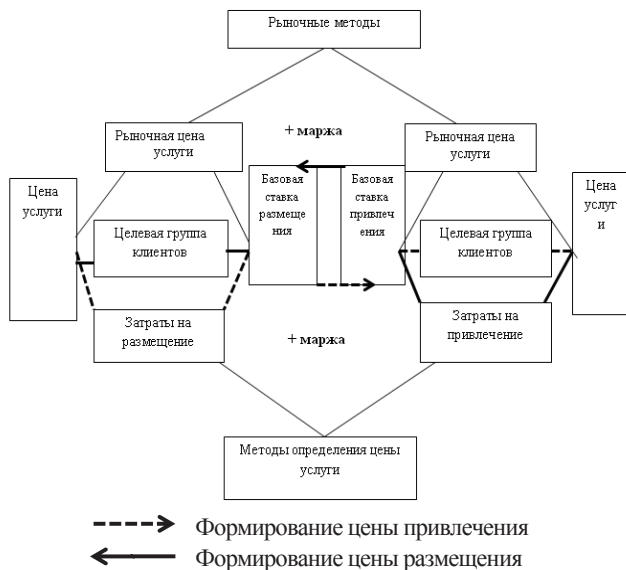 Рыночные методы
Рыночная цена
услуги
+ маржа
Рыночная цена
услуги
Цена
услуги
Базовая
ставка
размеще
ния
Базовая
ставка
привлеч
ения
Цена
услуг
и
Целевая группа
клиентов
Целевая группа
клиентов
Затраты на
размещение
+ маржа
Затраты на
привлечение
Методы определения цены
услуги
Формирование цены привлечения
Формирование цены размещения